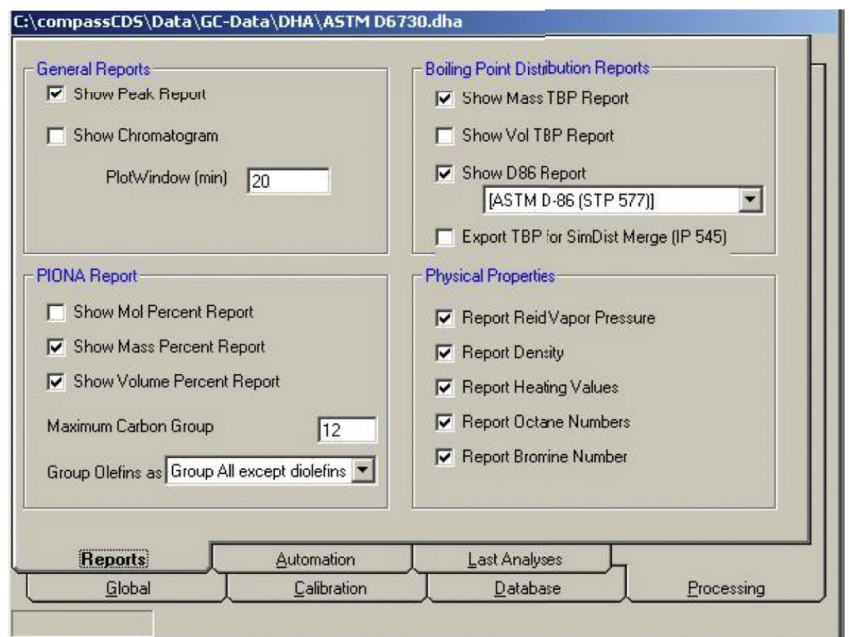 C:\compassCDS\Data\GC-Data\DHA\ASTM D6730.dha
General Reports
Show Peak Report
Show Chromatogram
PlotWindow (min) 20
Boiling Point Distribution Reports
Show Mass TBP Report
Show Vol TBP Report
Show D86 Report
[ASTM D-86 (STP 577)]
Export TBP for SimDist Merge (IP 545)
PIONA Report
Show Mol Percent Report
Show Mass Percent Report
Show Volume Percent Report
Maximum Carbon Group 12
Group Olefins as Group All except diolefins
Physical Properties
Report Reid Vapor Pressure
Report Density
Report Heating Values
Report Octane Numbers
Report Bromine Number
Reports Automation Last Analyses
Global Calibration Database Processing